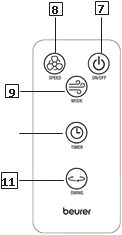 8
7
SPEED
ON/OFF
9
MODE
TIMER
11
SWING
beurer